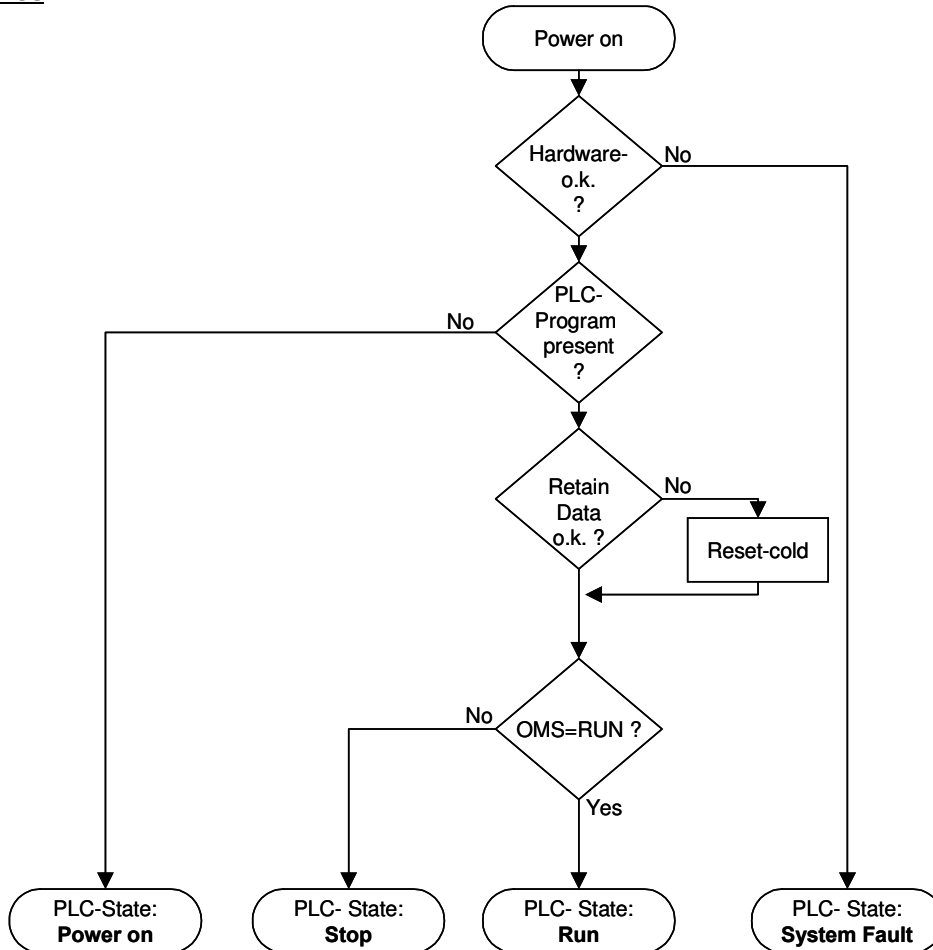 Power on
Hardware-
o.k.
?
No
PLC-
Program
present
?
No
Retain
Data
o.k. ?
No
Reset-cold
OMS=RUN ?
No
Yes
PLC-State:
Power on
PLC- State:
Stop
PLC- State:
Run
PLC- State:
System Fault